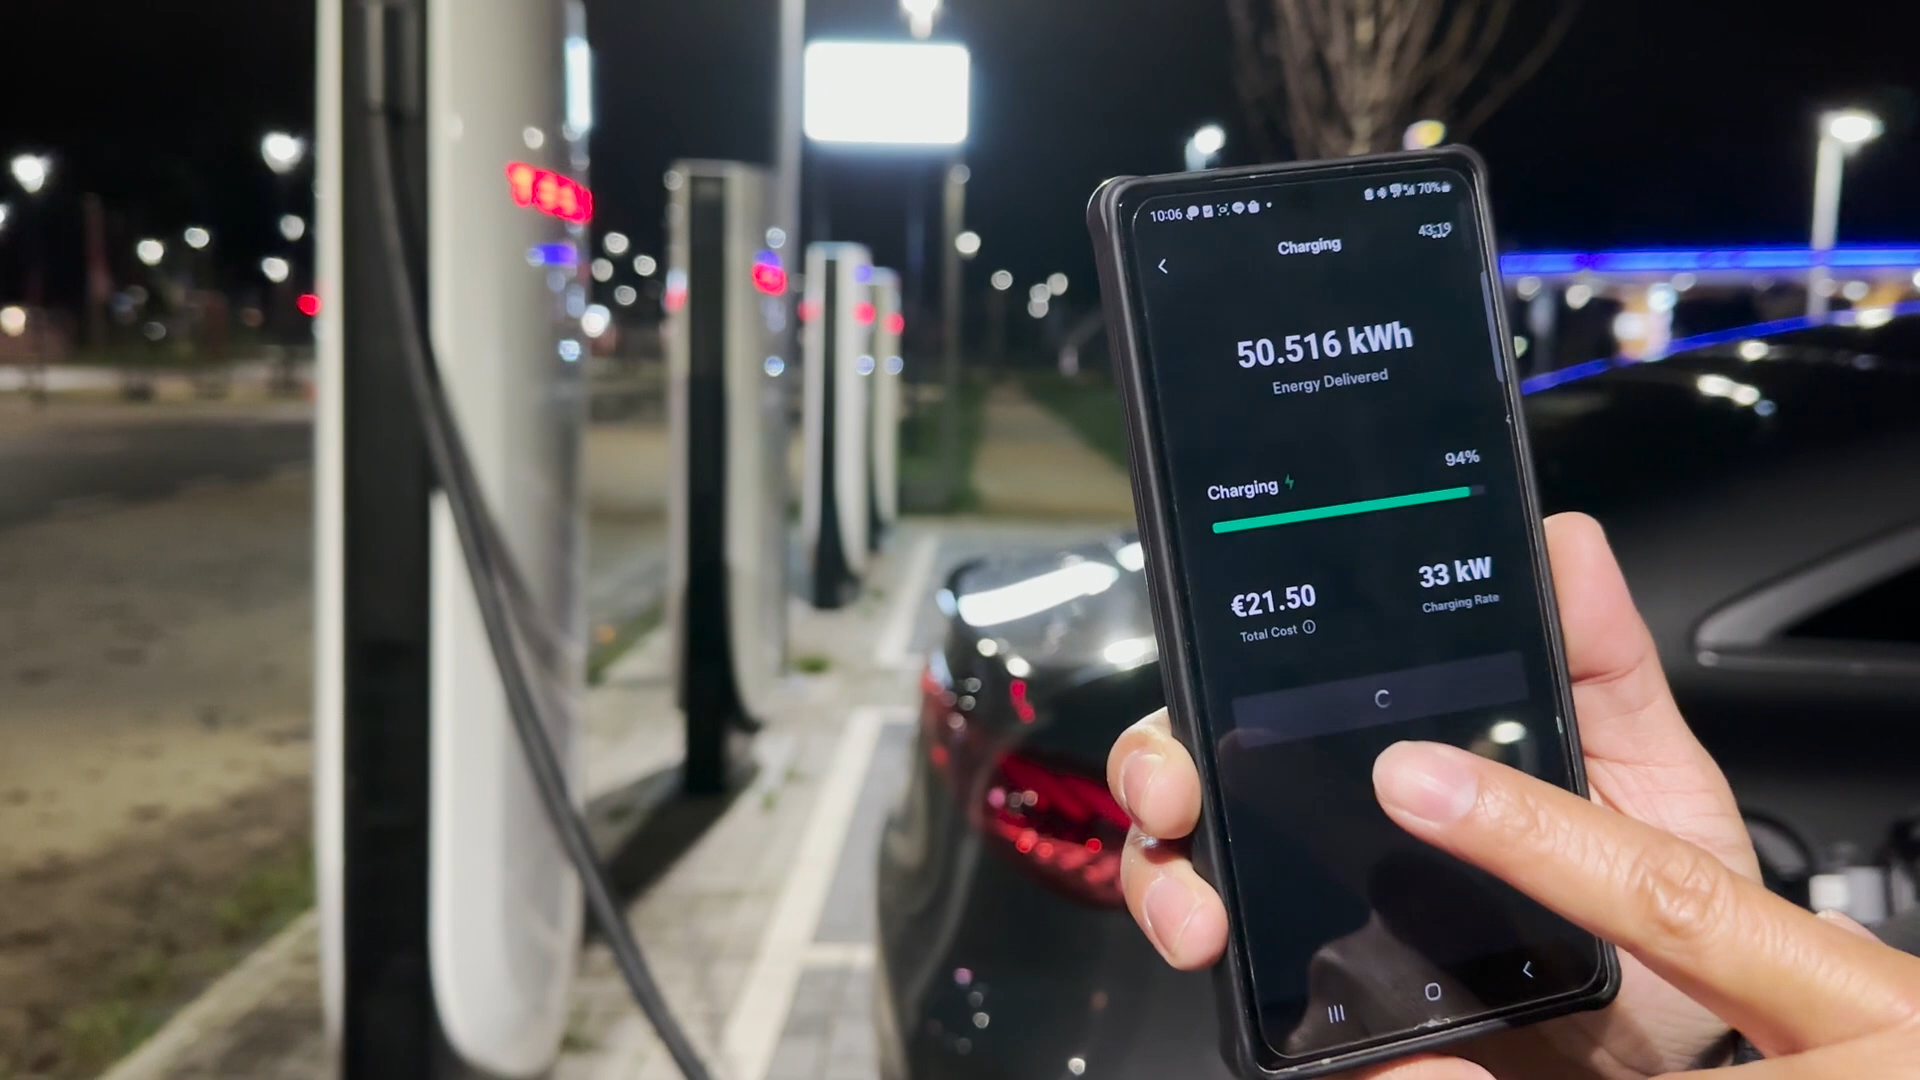 10:06 70%
43:19
Charging
50.516 kWh
Energy Delivered
94%
Charging
€21.50 33 kW
Total Cost Charging Rate